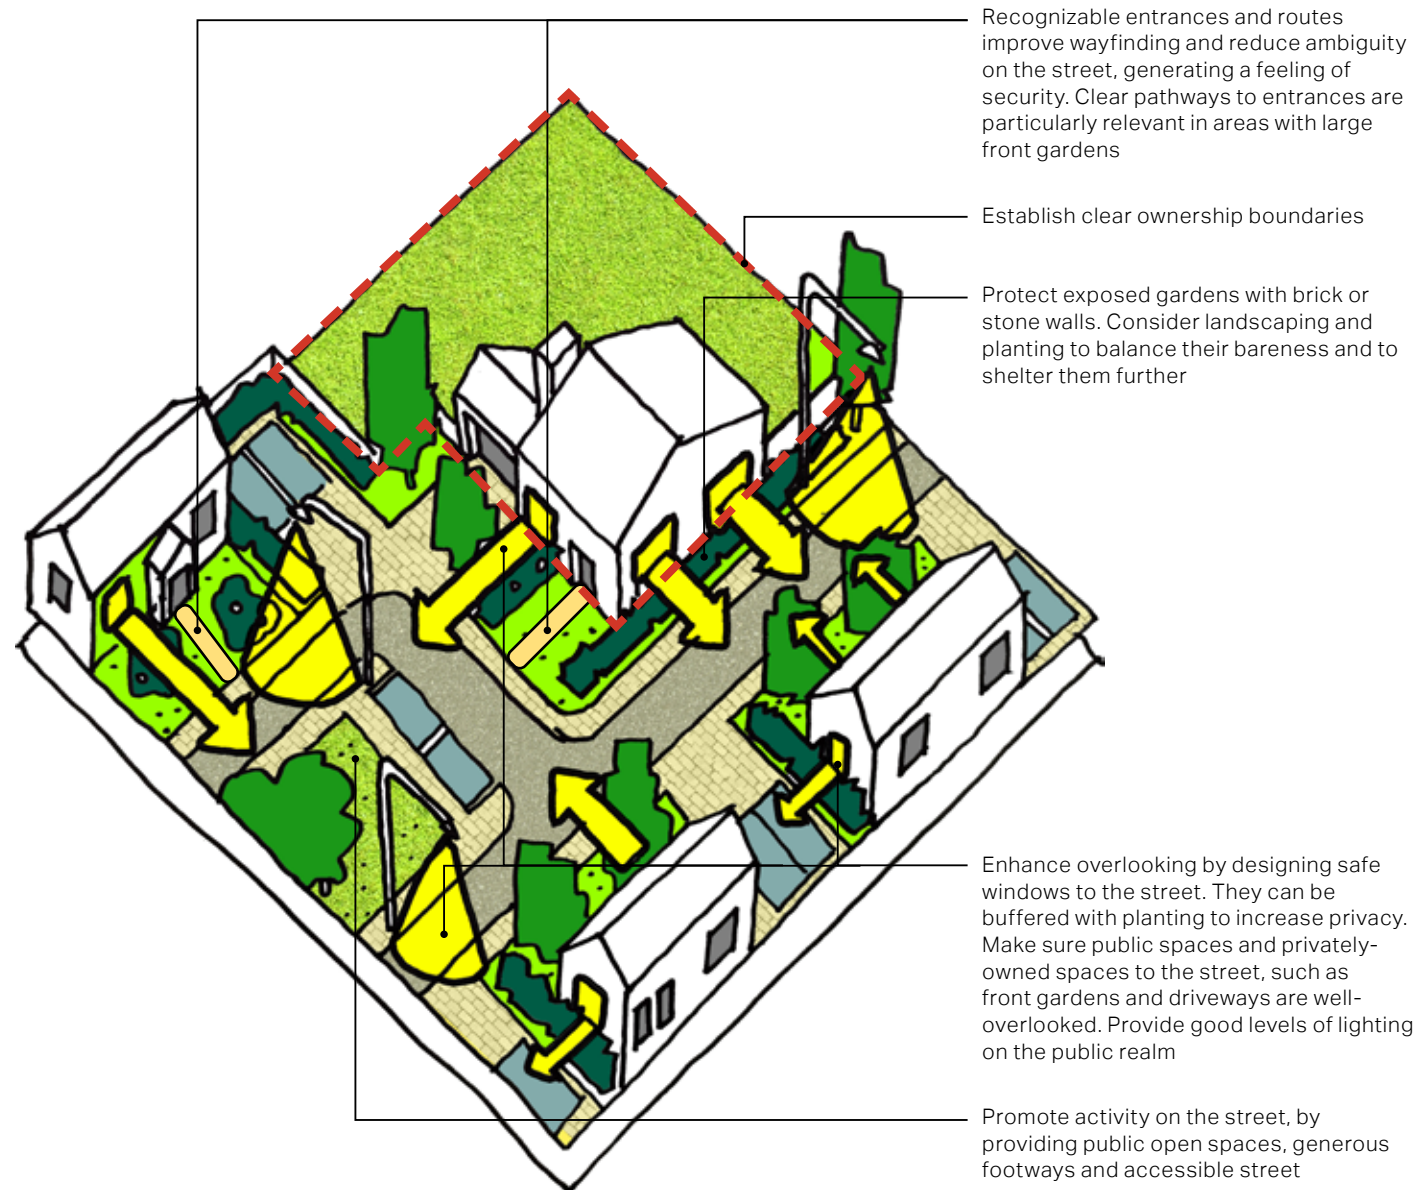 Recognizable entrances and routes
improve wayfinding and reduce ambiguity
on the street, generating a feeling of
security. Clear pathways to entrances are
particularly relevant in areas with large
front gardens
Establish clear ownership boundaries
Protect exposed gardens with brick or
stone walls. Consider landscaping and
planting to balance their bareness and to
shelter them further
Enhance overlooking by designing safe
windows to the street. They can be
buffered with planting to increase privacy.
Make sure public spaces and privately-
owned spaces to the street, such as
front gardens and driveways are well-
overlooked. Provide good levels of lighting
on the public realm
Promote activity on the street, by
providing public open spaces, generous
footways and accessible street